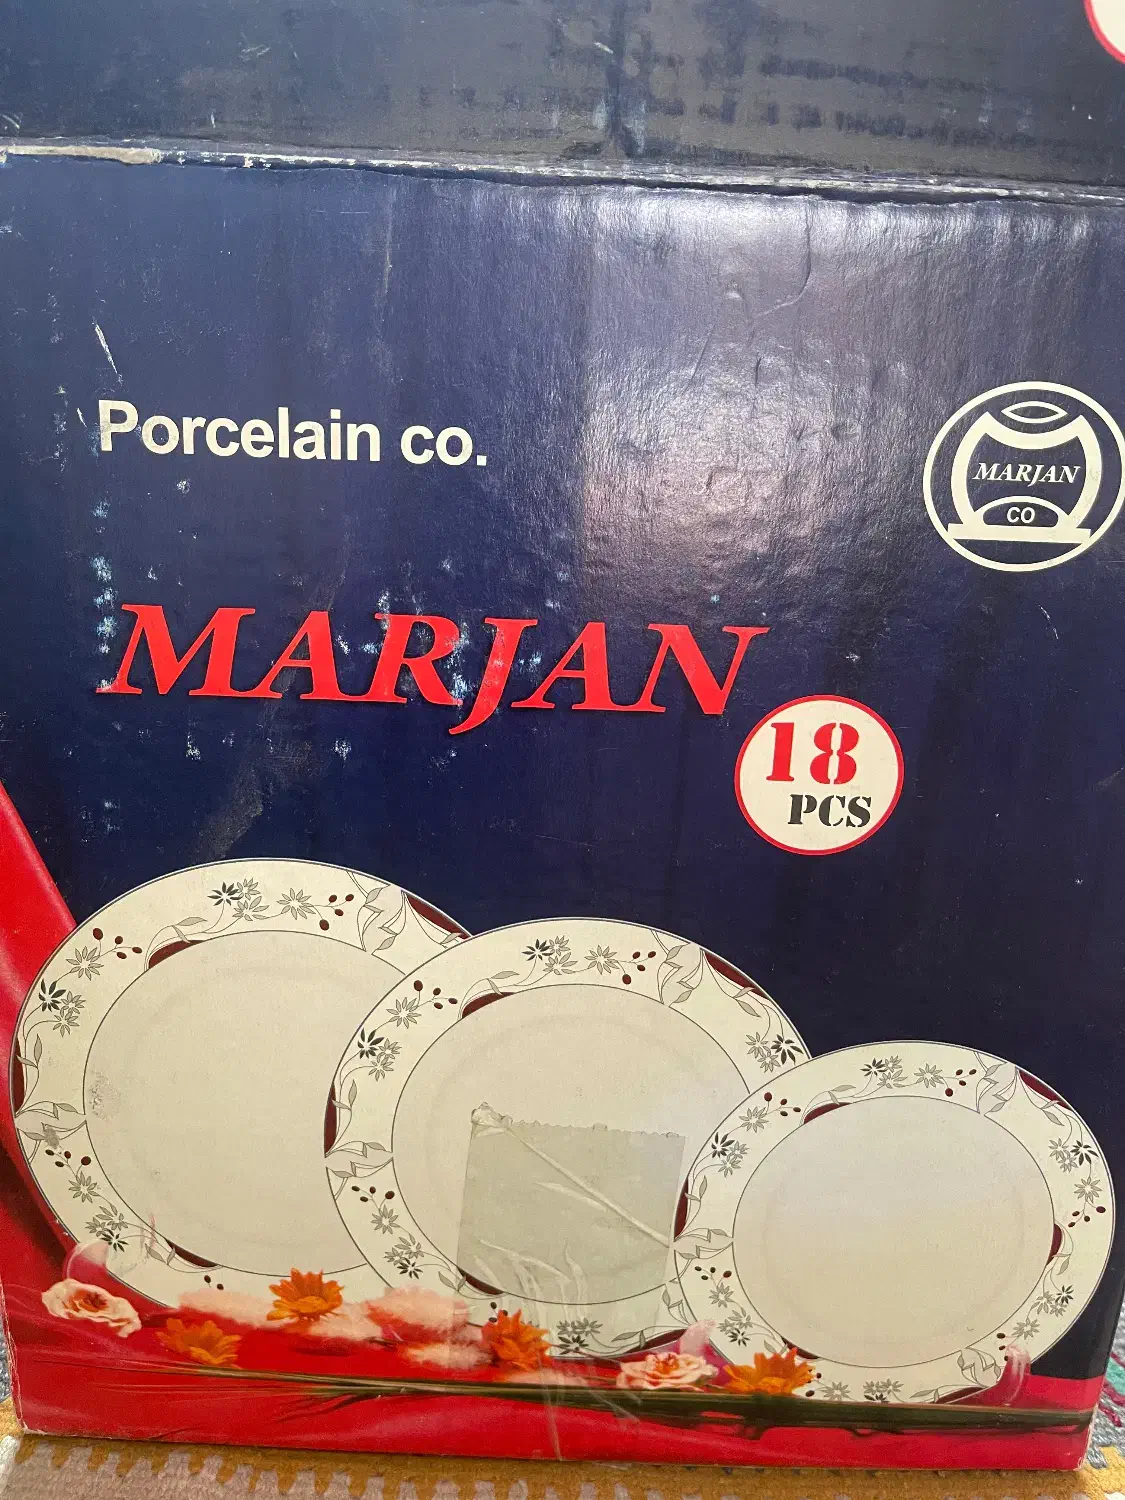 Porcelain co.
MARJAN
CO
MARJAN
18
PCS